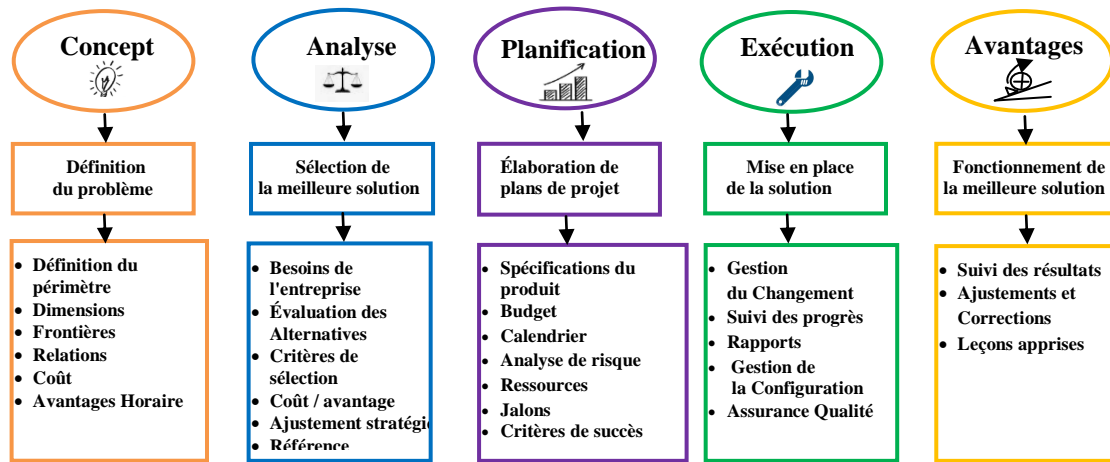 Concept
Définition
du problème
• Définition du
périmètre
• Dimensions
• Frontières
• Relations
• Coût
• Avantages Horaire
Analyse
Sélection de
la meilleure solution
• Besoins de
l'entreprise
• Évaluation des
Alternatives
• Critères de
sélection
• Coût / avantage
• Ajustement stratégi
• Référence
Planification
Élaboration de
plans de projet
• Spécifications du
produit
• Budget
• Calendrier
• Analyse de risque
• Ressources
• Jalons
• Critères de succès
Exécution
Mise en place
de la solution
• Gestion
du Changement
• Suivi des progrès
• Rapports
• Gestion de
la Configuration
• Assurance Qualité
Avantages
Fonctionnement de
la meilleure solution
• Suivi des résultats
• Ajustements et
Corrections
• Leçons apprises